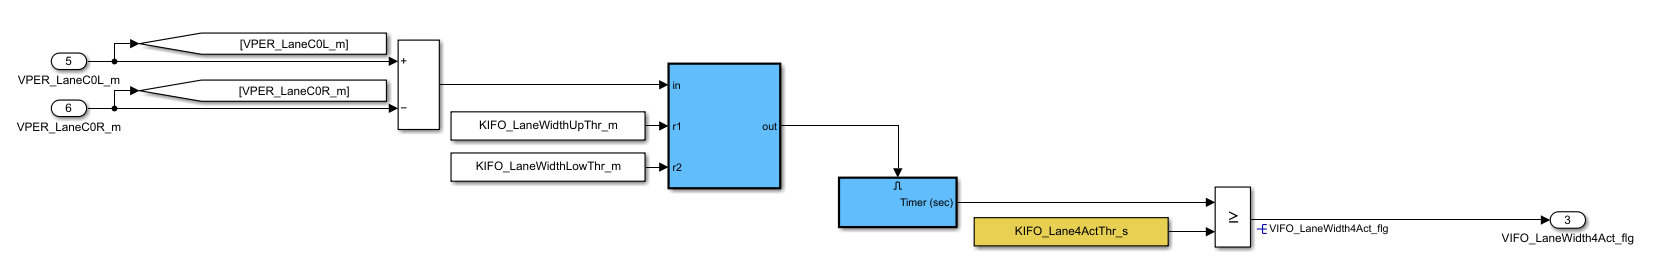 [VPER_LaneC0L_m]
5
VPER_LaneC0L_m
[VPER_LaneC0R_m]
6
VPER_LaneC0R_m
+
−
KIFO_LaneWidthUpThr_m
KIFO_LaneWidthLowThr_m
in
r1
r2
out
Timer (sec)
KIFO_Lane4ActThr_s
≥
VIFO_LaneWidth4Act_flg
3
VIFO_LaneWidth4Act_flg